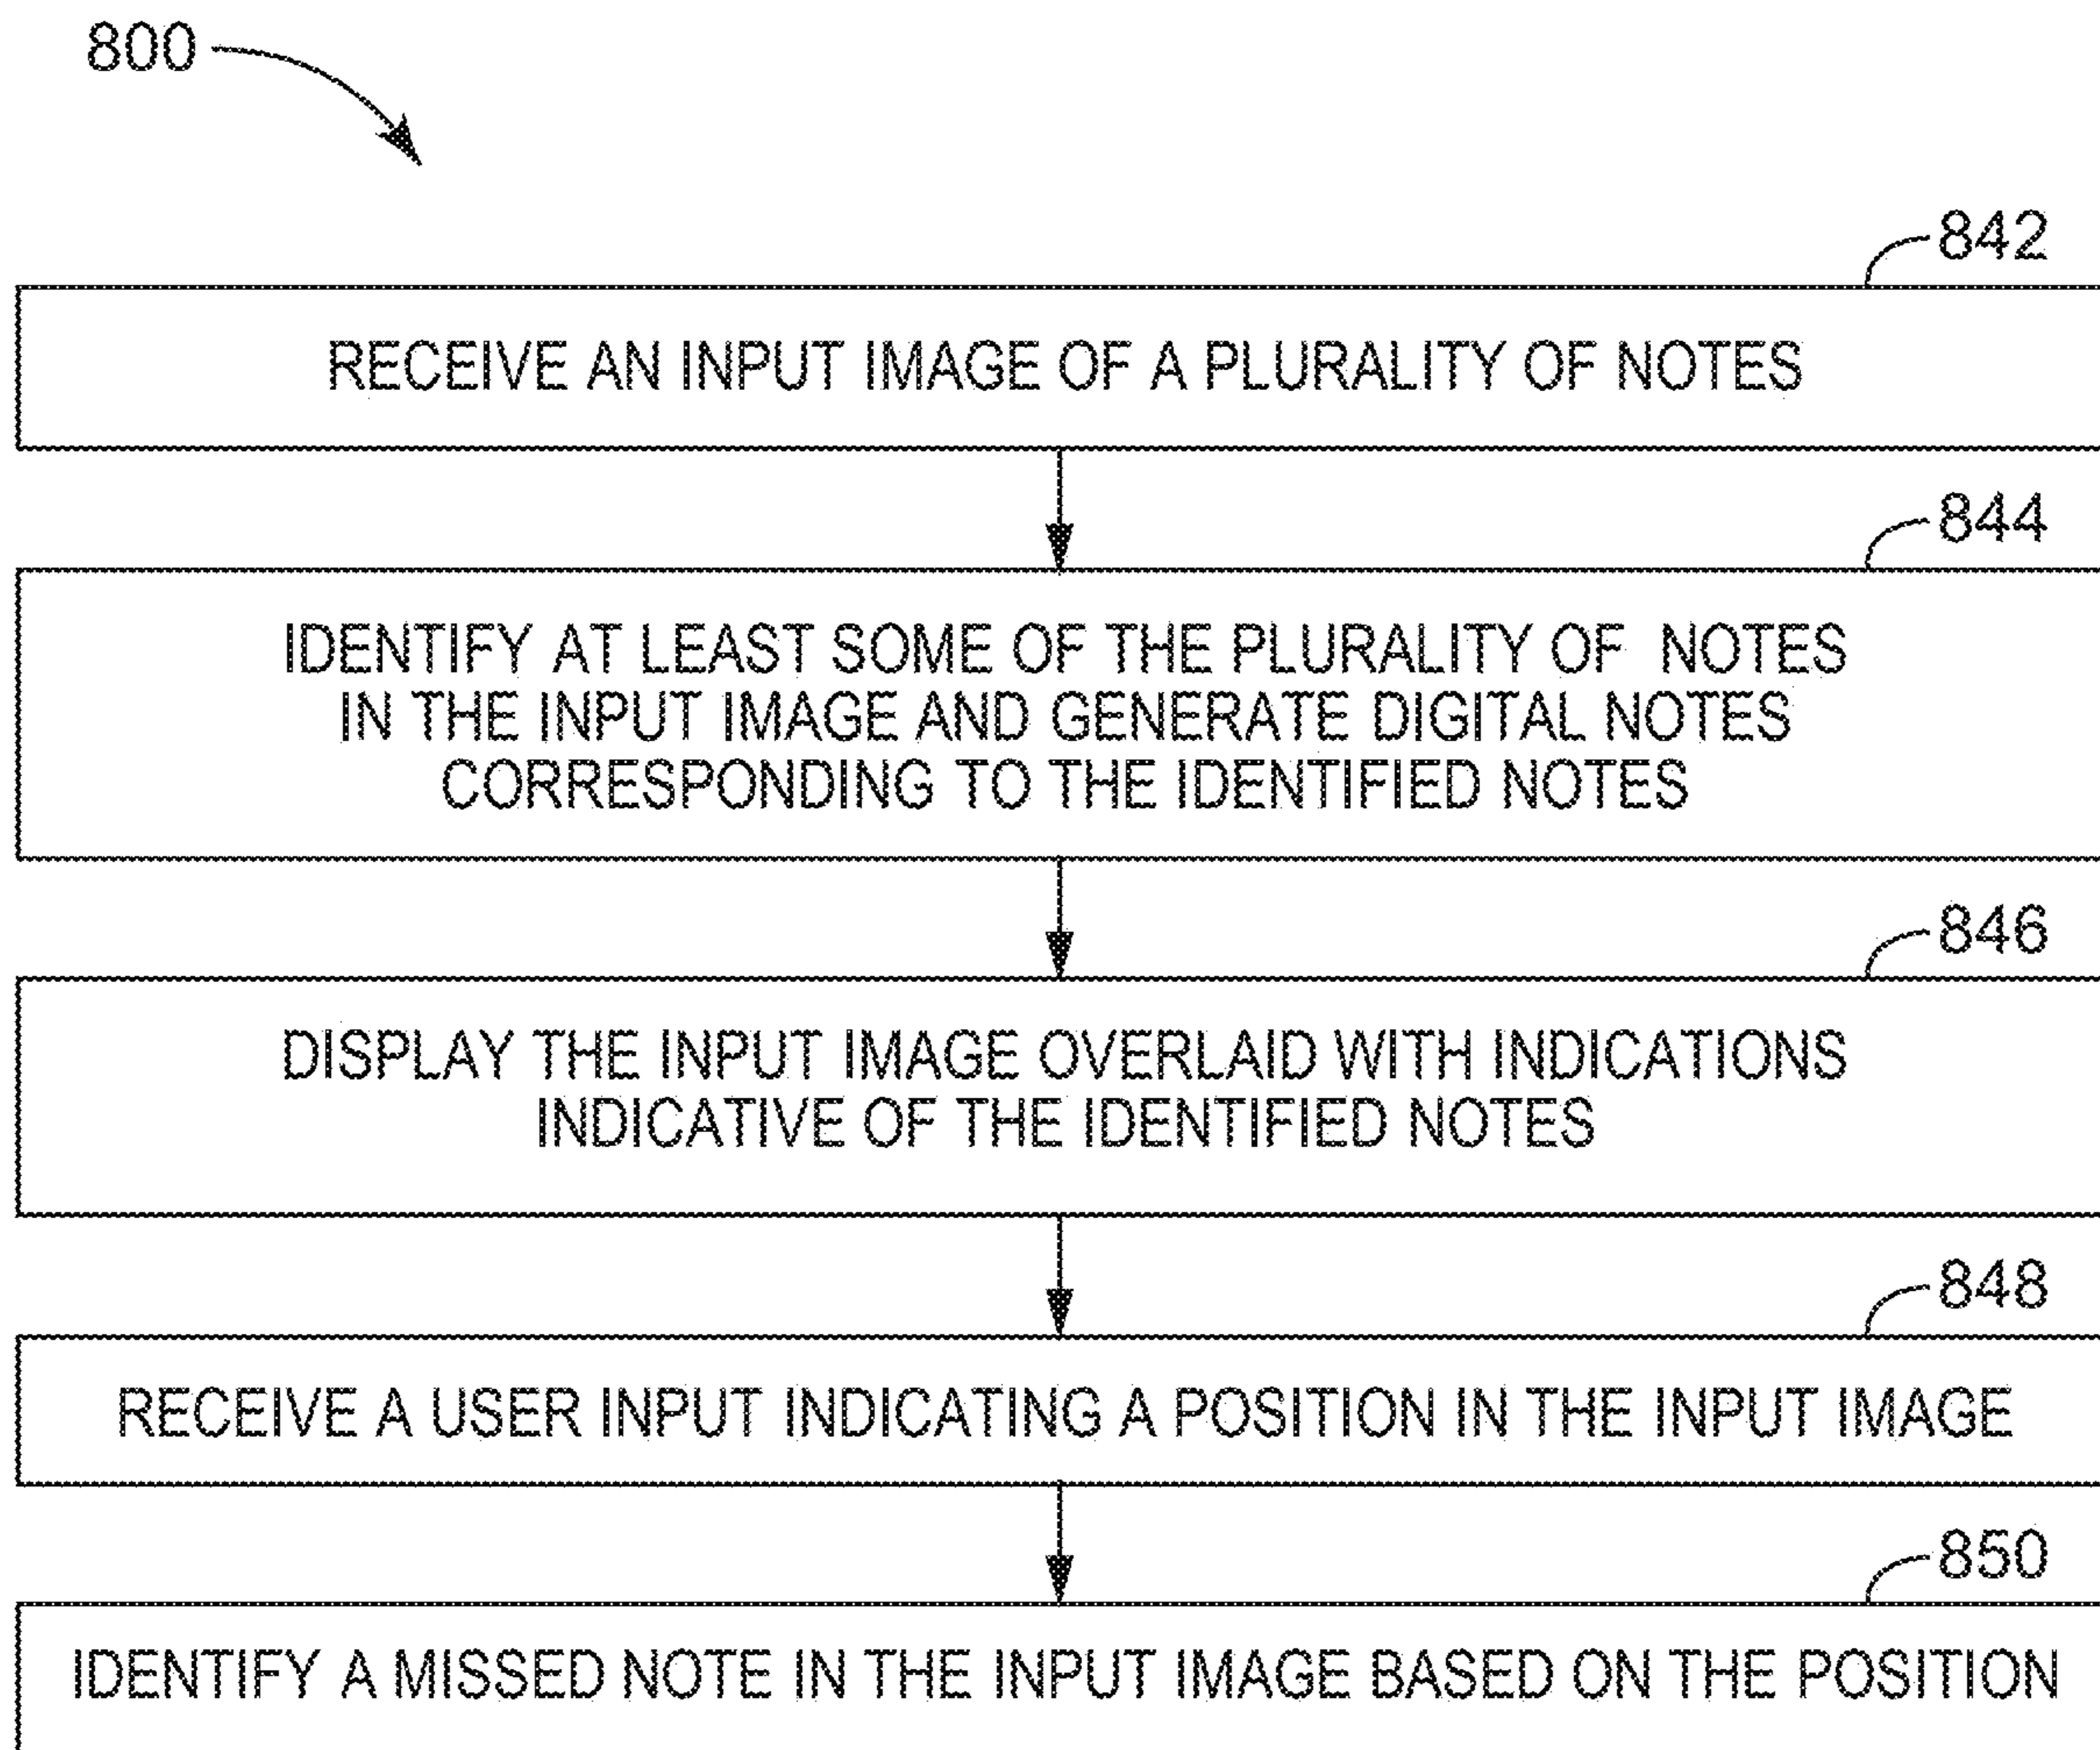 800
842
RECEIVE AN INPUT IMAGE OF A PLURALITY OF NOTES
844
IDENTIFY AT LEAST SOME OF THE PLURALITY OF NOTES
IN THE INPUT IMAGE AND GENERATE DIGITAL NOTES
CORRESPONDING TO THE IDENTIFIED NOTES
846
DISPLAY THE INPUT IMAGE OVERLAID WITH INDICATIONS
INDICATIVE OF THE IDENTIFIED NOTES
848
RECEIVE A USER INPUT INDICATING A POSITION IN THE INPUT IMAGE
850
IDENTIFY A MISSED NOTE IN THE INPUT IMAGE BASED ON THE POSITION